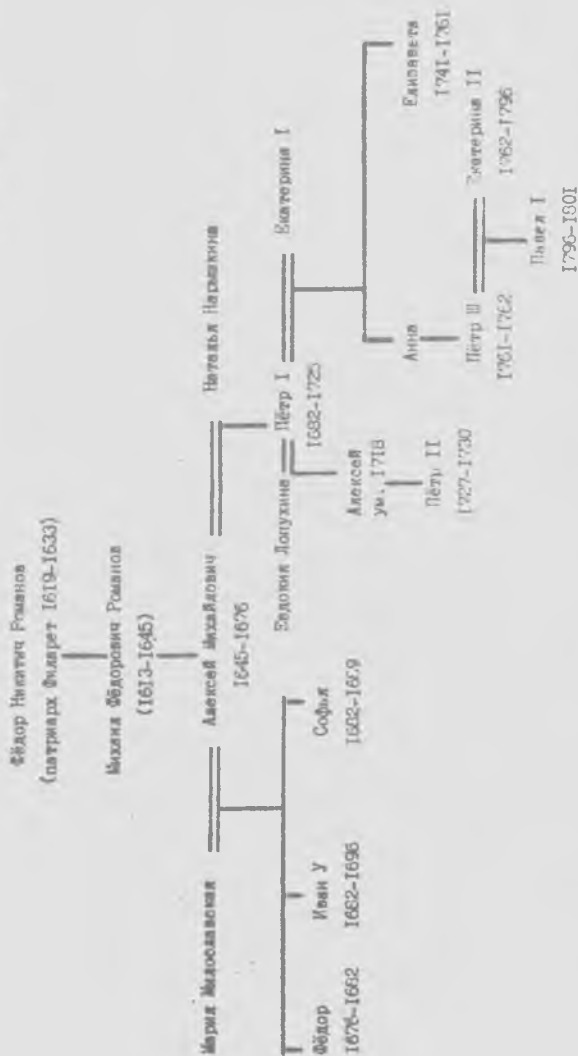 Фёдор Никитич Романов
(патриарх Филарет 1619-1633)
Михаил Фёдорович Романов
(1613-1645)
Мария Милославская
Алексей Михайлович
1645-1676
Наталья Нарышкина
Фёдор
1676-1682
Иван У
1682-1696
Софья
1682-1689
Евдокия Лопухина
Пётр I
1682-1725
Екатерина I
Алексей
ум. 1718
Пётр II
1727-1730
Анна
Елизавета
1741-1761
Пётр Ш
1761-1762
Екатерина II
1762-1796
Павел I
1796-1801